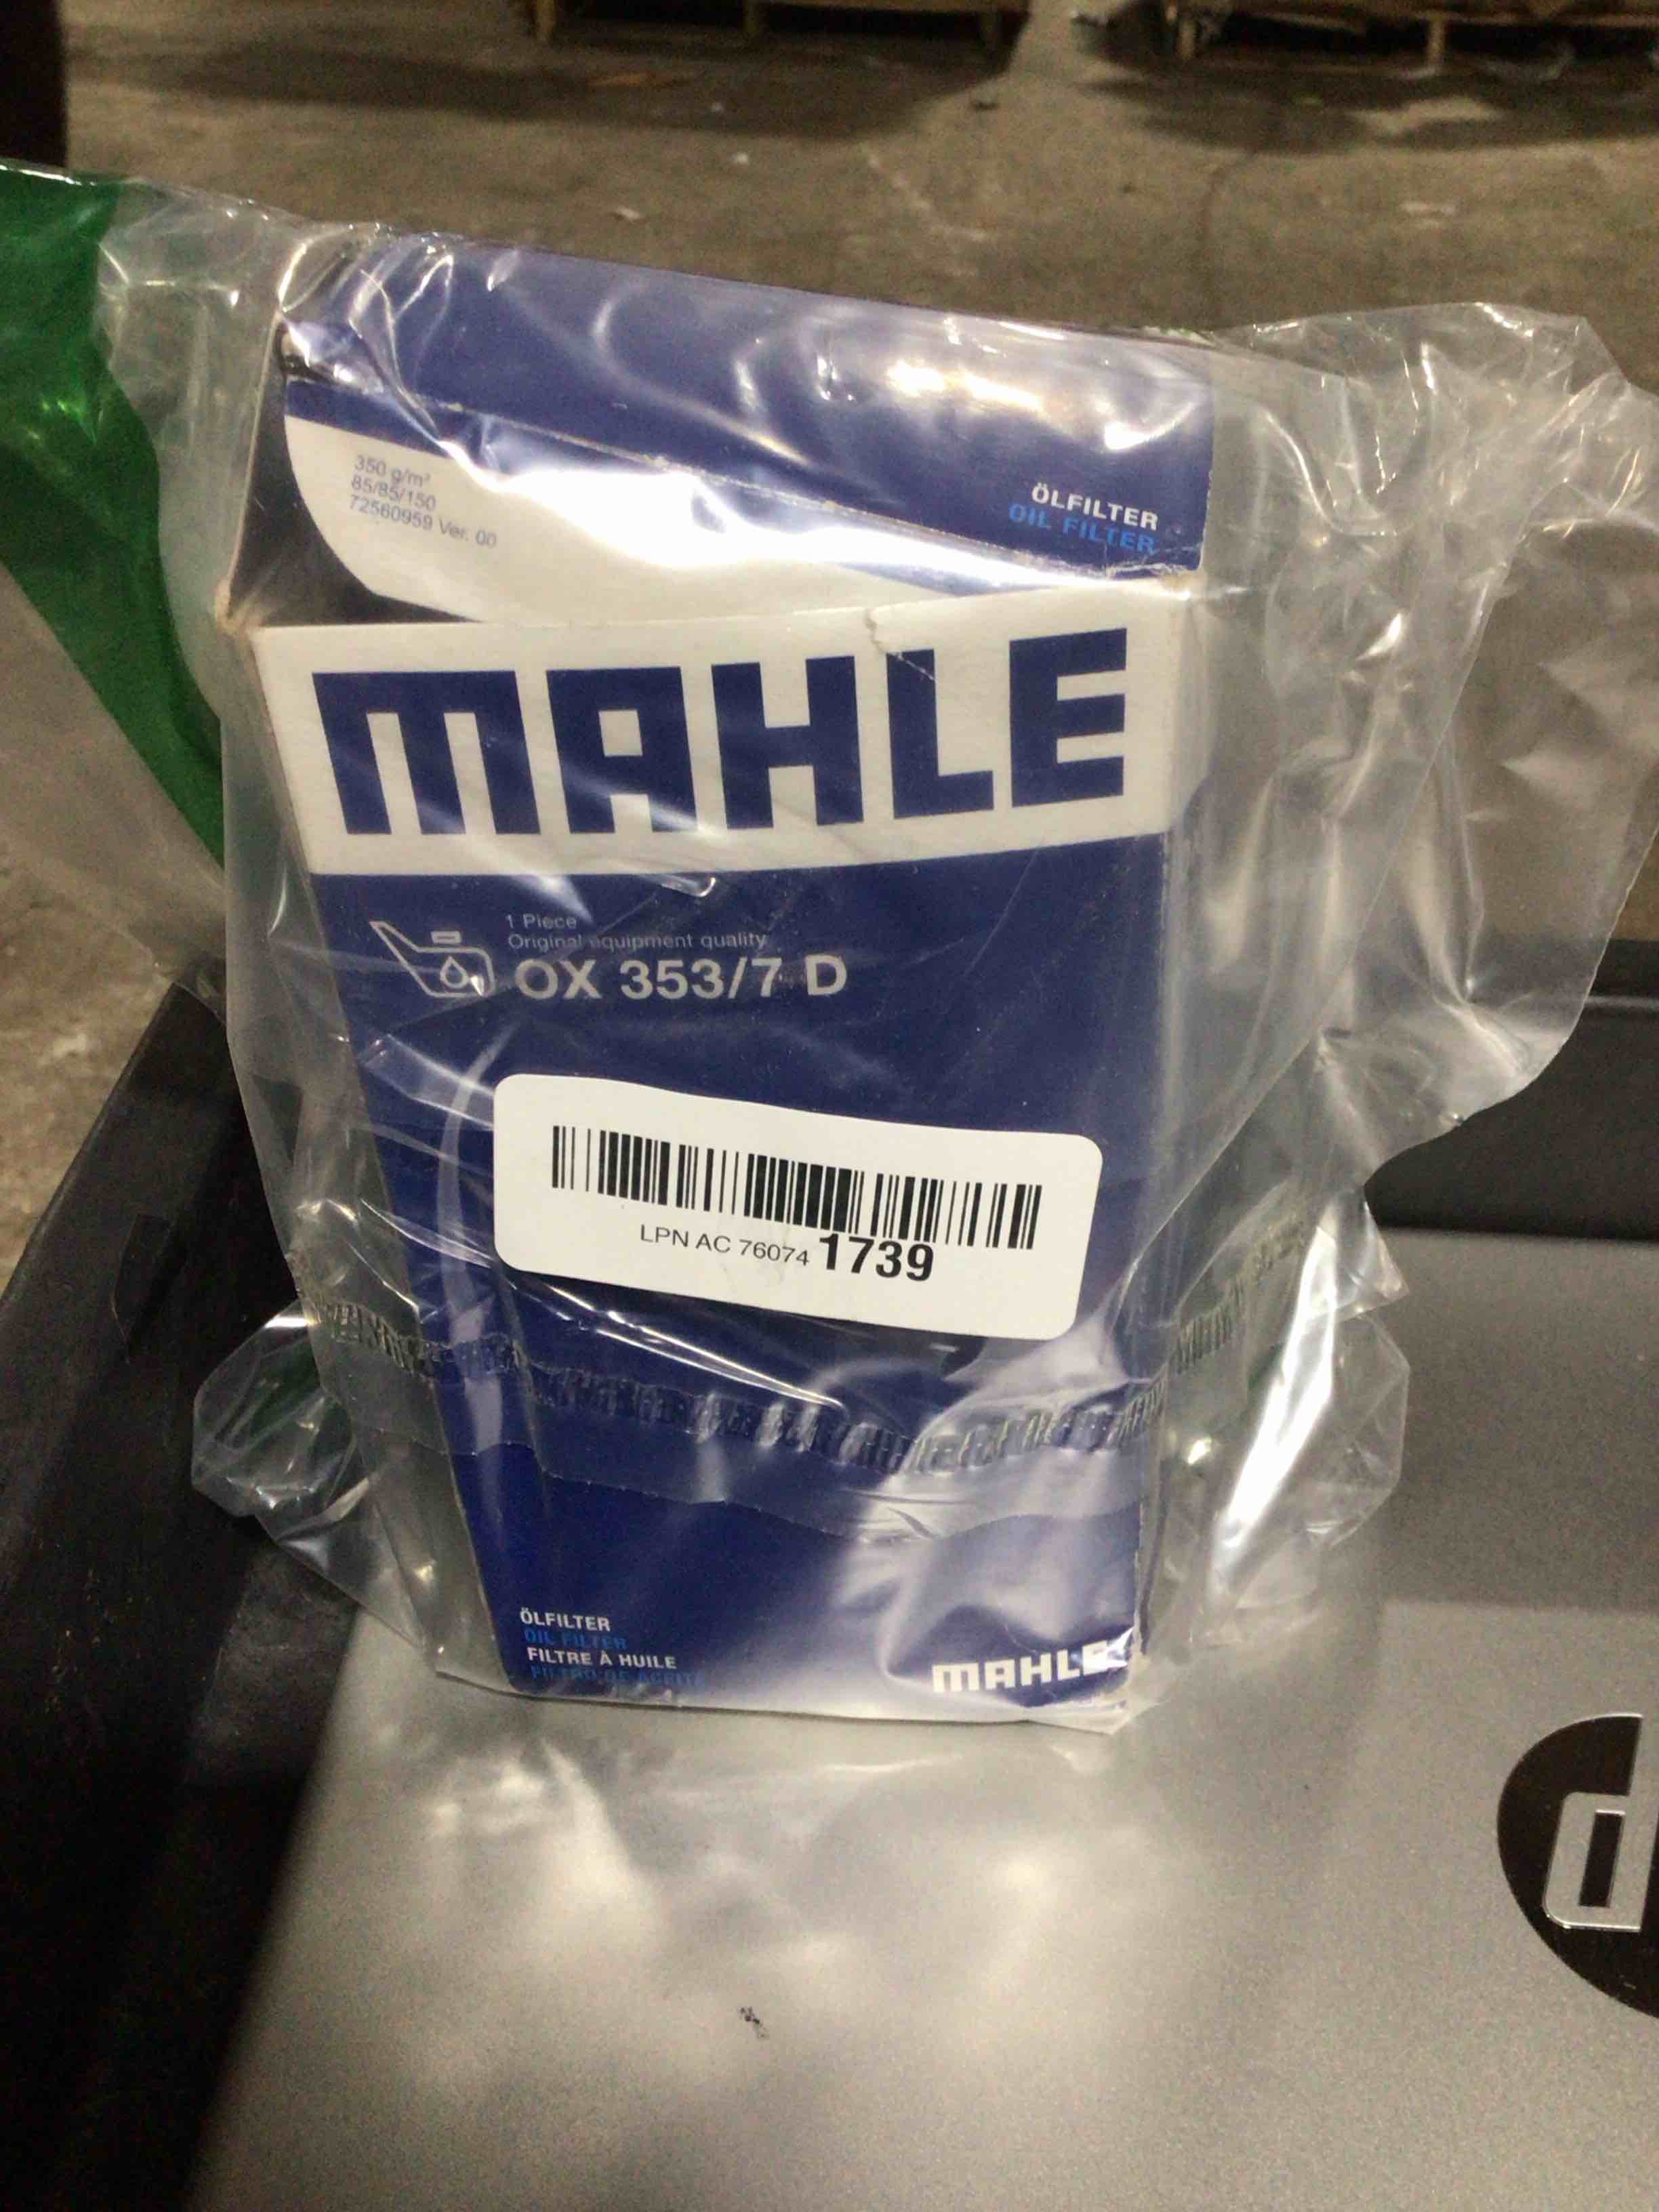 350 g/m²
85/85/150
72560959 Ver. 00
ÖLFILTER
OIL FILTER
MAHLE
1 Piece
Original equipment quality
OX 353/7 D
LPN AC 76074 1739
ÖLFILTER
OIL FILTER
FILTRE À HUILE
FILTRO DE ACEITE
MAHLE